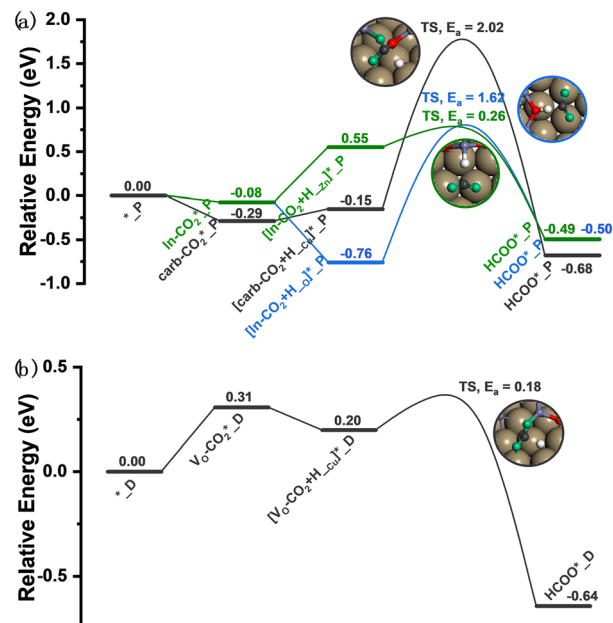 (a)
Relative Energy (eV)
2.0
1.5
1.0
0.5
0.0
-0.5
-1.0
TS, Eₐ = 2.02
TS, Eₐ = 1.62
TS, Eₐ = 0.26
0.00
*_P
-0.08
ln-CO₂*_P
-0.29
carb-CO₂*_P
0.55
[ln-CO₂+H_Zn]*_P
-0.15
[carb-CO₂+H_Cu]*_P
-0.76
[ln-CO₂+H_O]*_P
-0.49
-0.50
HCOO*_P
HCOO*_P
HCOO*_P
-0.68
(b)
Relative Energy (eV)
0.5
0.0
-0.5
TS, Eₐ = 0.18
0.00
*_D
0.31
V_O-CO₂*_D
0.20
[V_O-CO₂+H_Cu]*_D
HCOO*_D
-0.64